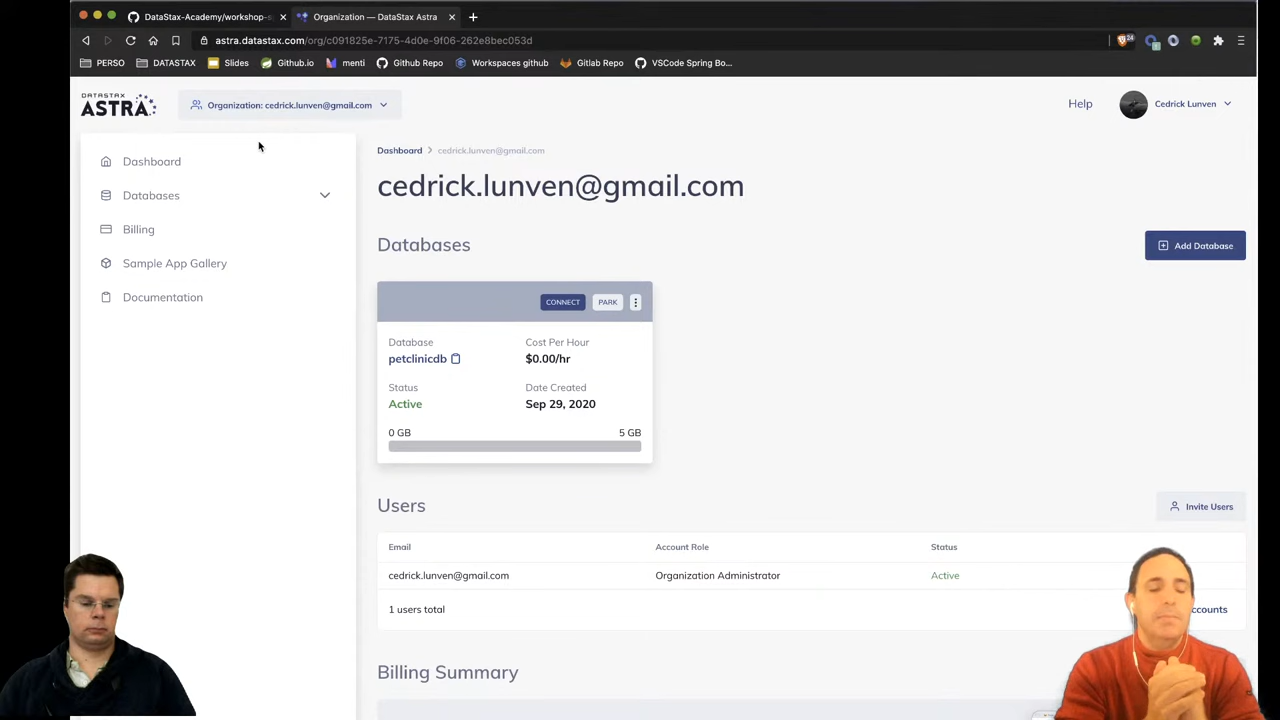 DataStax-Academy/workshop-s
Organization — DataStax Astra
astra.datastax.com/org/c091825e-7175-4d0e-9f06-262e8bec053d
24
PERSO
DATASTAX
Slides
Github.io
menti
Github Repo
Workspaces github
Gitlab Repo
VSCode Spring Bo...
DATASTAX
ASTRA
Organization: cedrick.lunven@gmail.com
Help
Cedrick Lunven
Dashboard
Databases
Billing
Sample App Gallery
Documentation
Dashboard > cedrick.lunven@gmail.com
cedrick.lunven@gmail.com
Databases
Add Database
CONNECT
PARK
Database
petclinicdb
Cost Per Hour
$0.00/hr
Status
Active
Date Created
Sep 29, 2020
0 GB
5 GB
Users
Invite Users
Email
Account Role
Status
cedrick.lunven@gmail.com
Organization Administrator
Active
1 users total
ccounts
Billing Summary